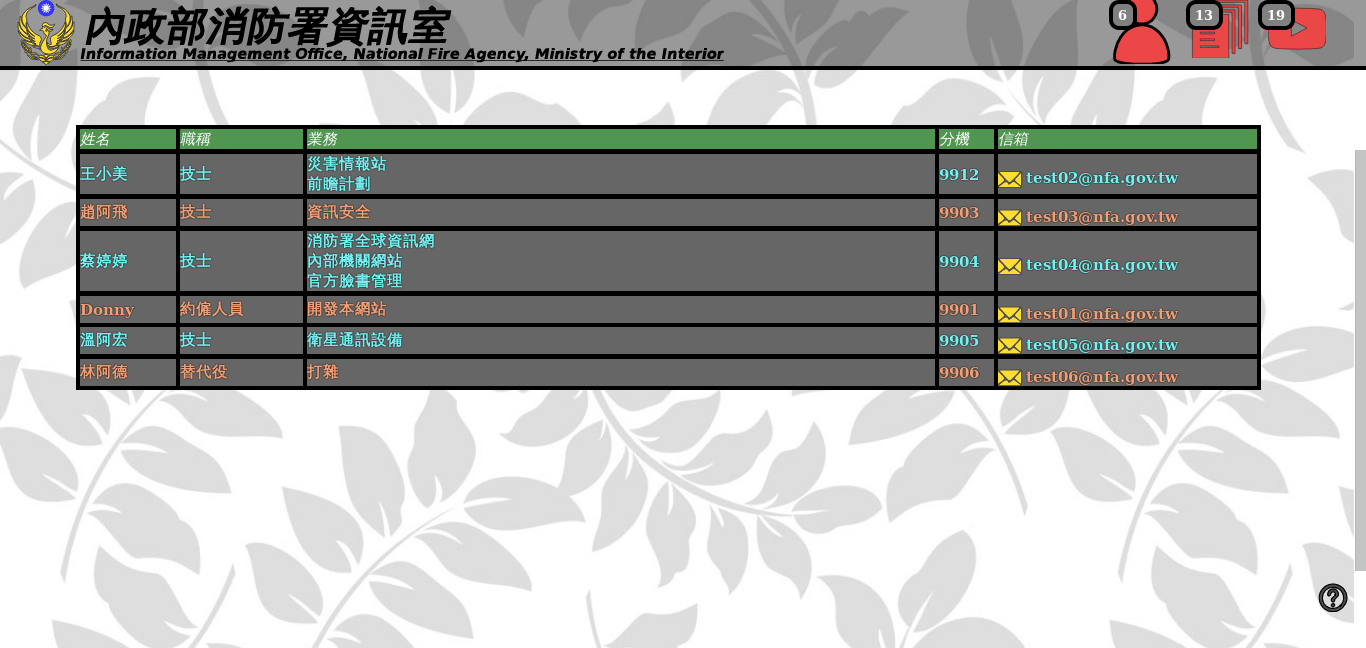 內政部消防署資訊室
Information Management Office, National Fire Agency, Ministry of the Interior
6 13 19
姓名 職稱 業務 分機 信箱
王小美 技士 災害情報站 9912 test02@nfa.gov.tw
前瞻計劃
趙阿飛 技士 資訊安全 9903 test03@nfa.gov.tw
消防署全球資訊網
蔡婷婷 技士 內部機關網站 9904 test04@nfa.gov.tw
官方臉書管理
Donny 約僱人員 開發本網站 9901 test01@nfa.gov.tw
溫阿宏 技士 衛星通訊設備 9905 test05@nfa.gov.tw
林阿德 替代役 打雜 9906 test06@nfa.gov.tw